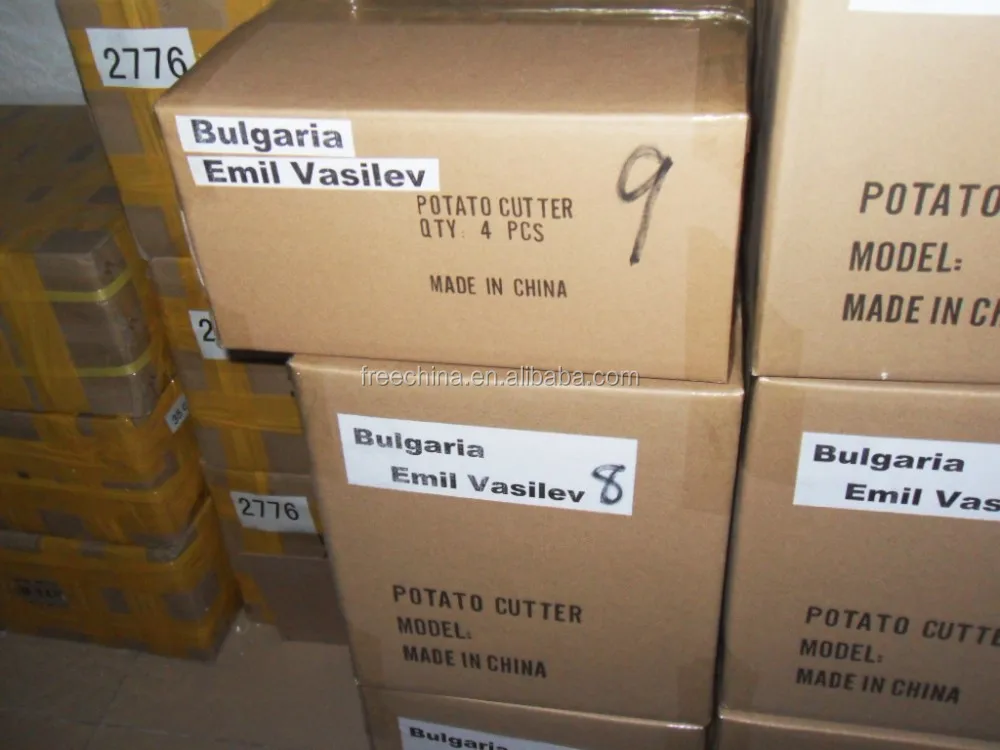 2776
Bulgaria
Emil Vasilev
POTATO CUTTER
QTY: 4 PCS
MADE IN CHINA
9
POTATO
MODEL:
MADE IN CH
2
freechina.en.alibaba.com
35
Bulgaria
Emil Vasilev 8
POTATO CUTTER
MODEL:
MADE IN CHINA
Bulgaria
Emil Vas
POTATO CUTTE
MODEL:
MADE IN CHINA
2776
Bulgaria